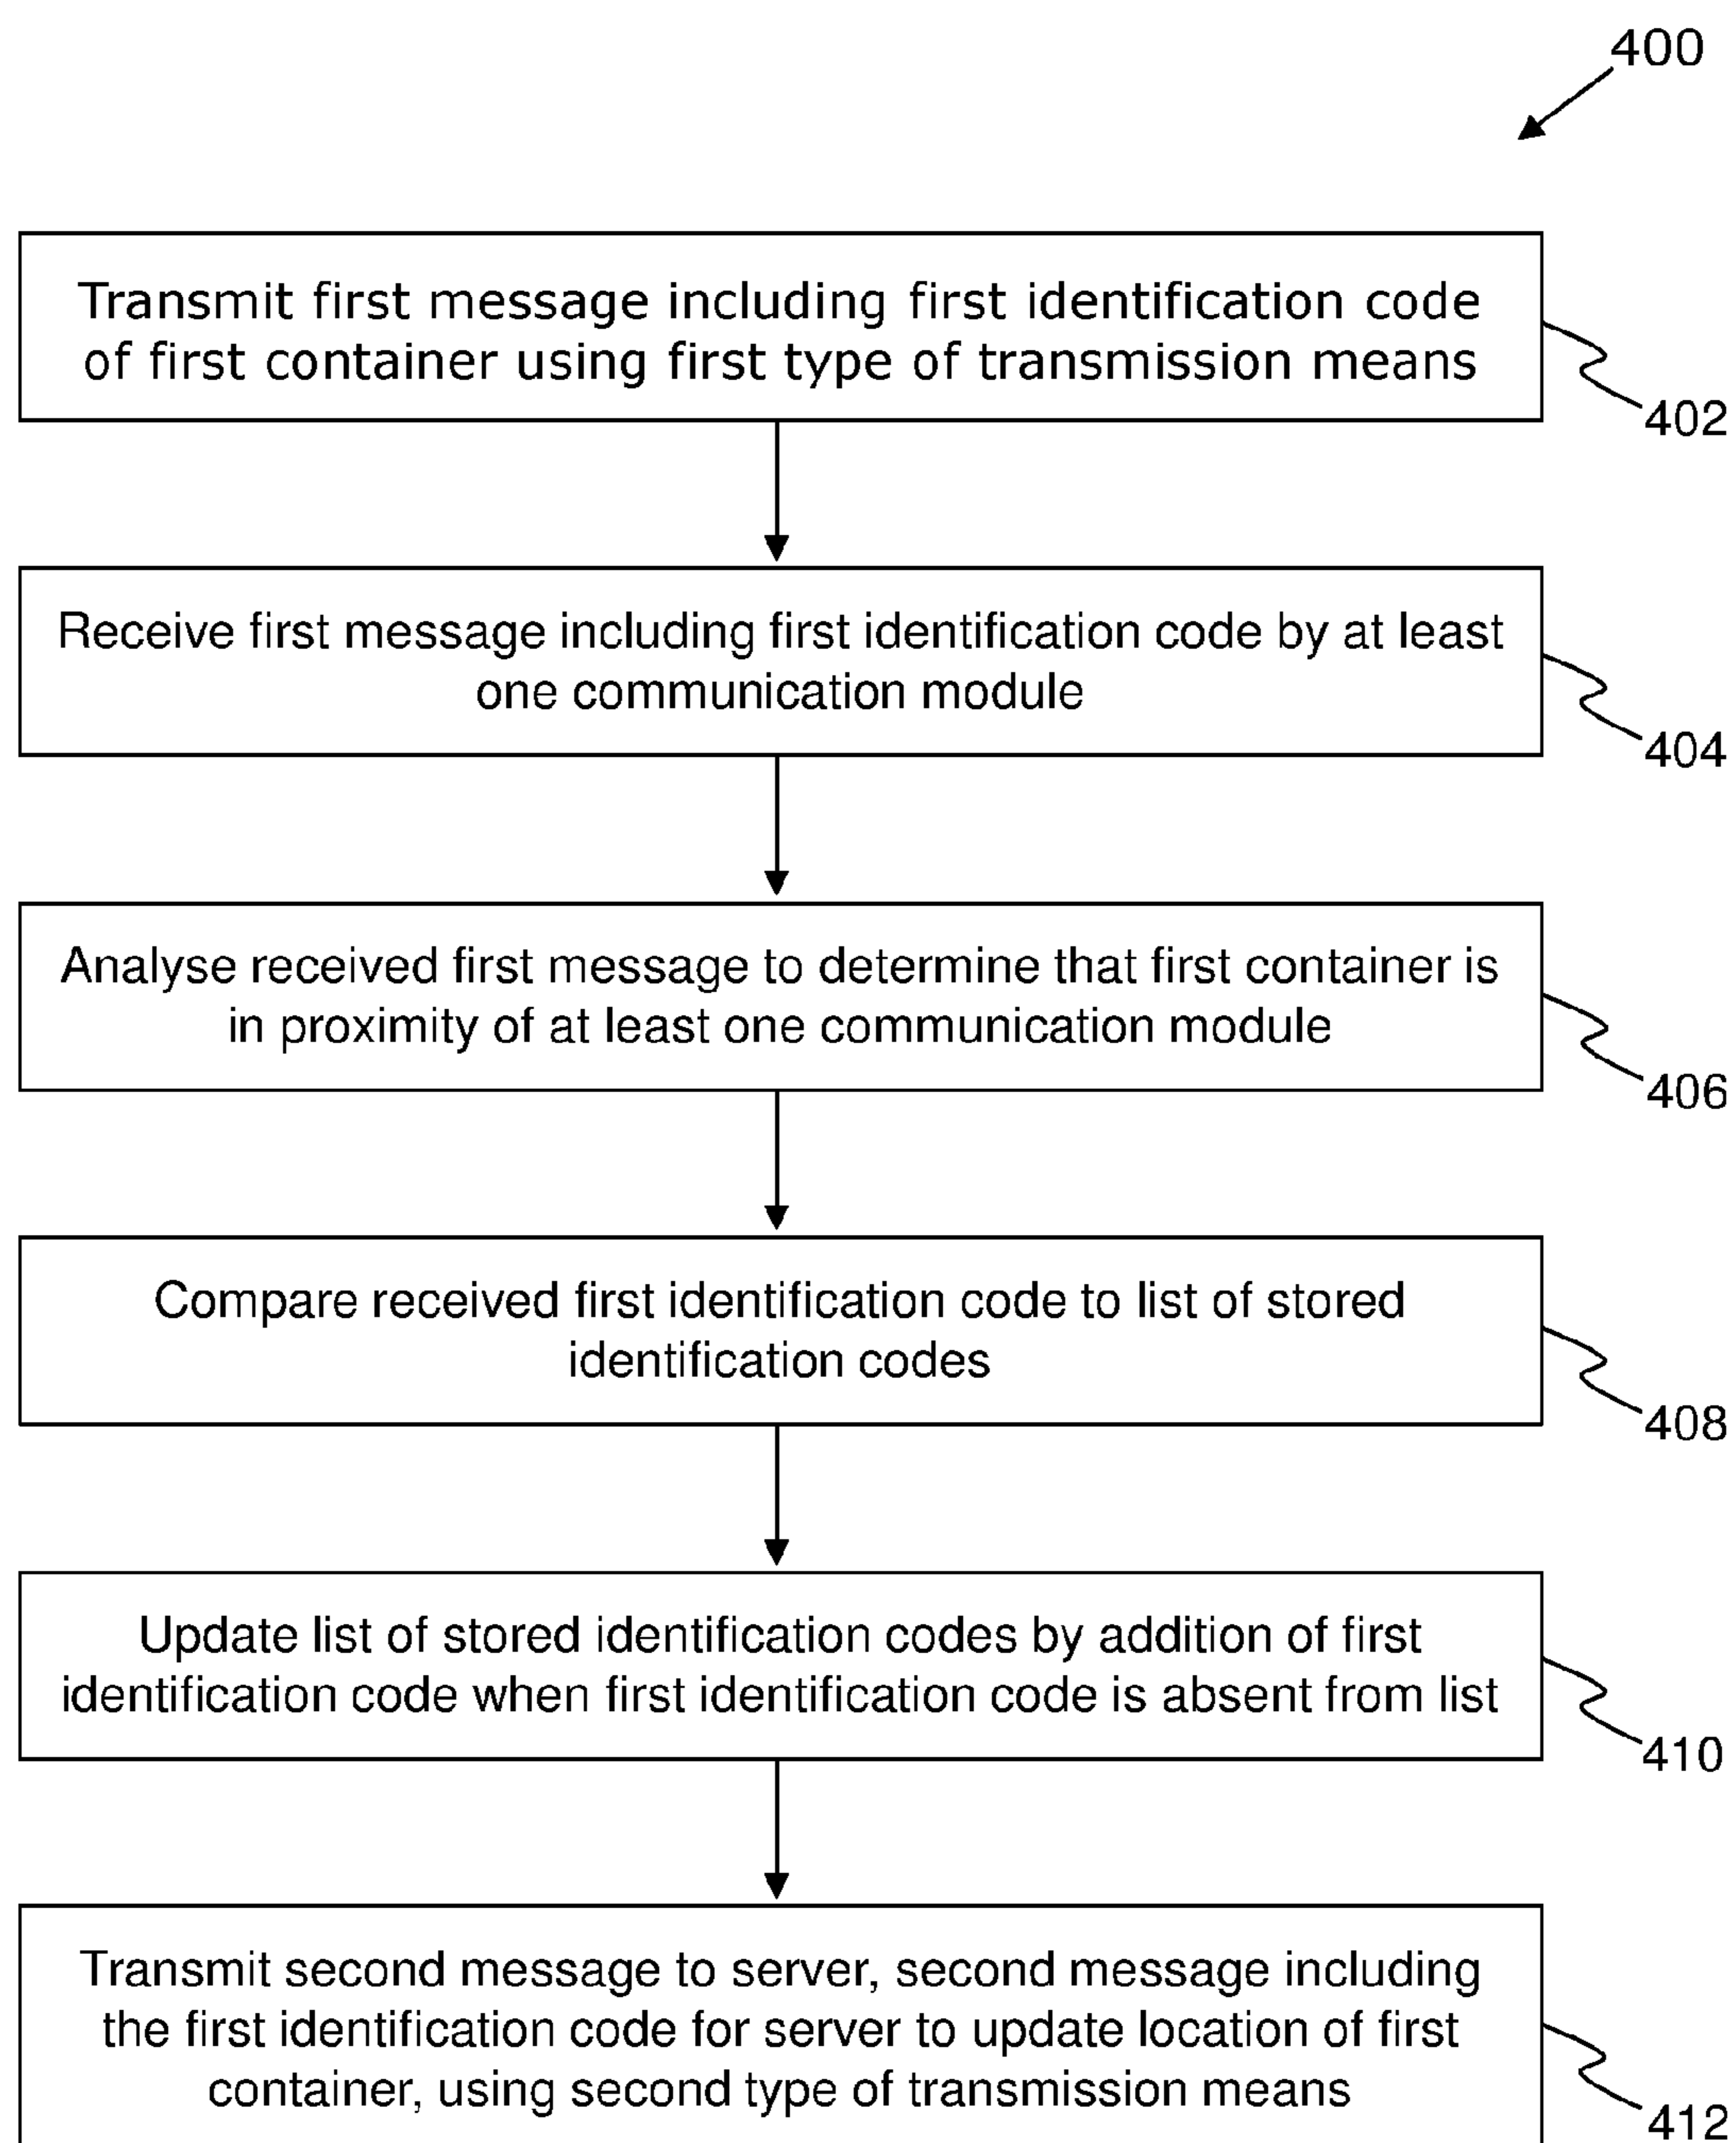 400
Transmit first message including first identification code
of first container using first type of transmission means
402
Receive first message including first identification code by at least
one communication module
404
Analyse received first message to determine that first container is
in proximity of at least one communication module
406
Compare received first identification code to list of stored
identification codes
408
Update list of stored identification codes by addition of first
identification code when first identification code is absent from list
410
Transmit second message to server, second message including
the first identification code for server to update location of first
container, using second type of transmission means
412